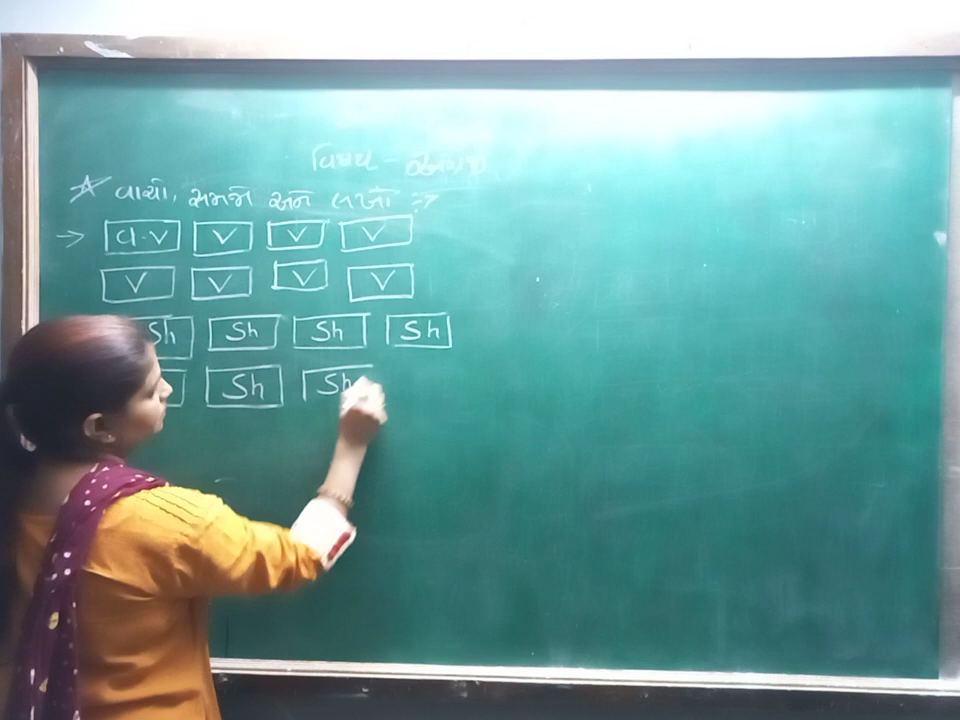 વિષય - અંગ્રેજી
☆ વાચો, સમજો અને લખો :->
-> વ-V V V V
V V V V
Sh Sh Sh Sh
Sh Sh